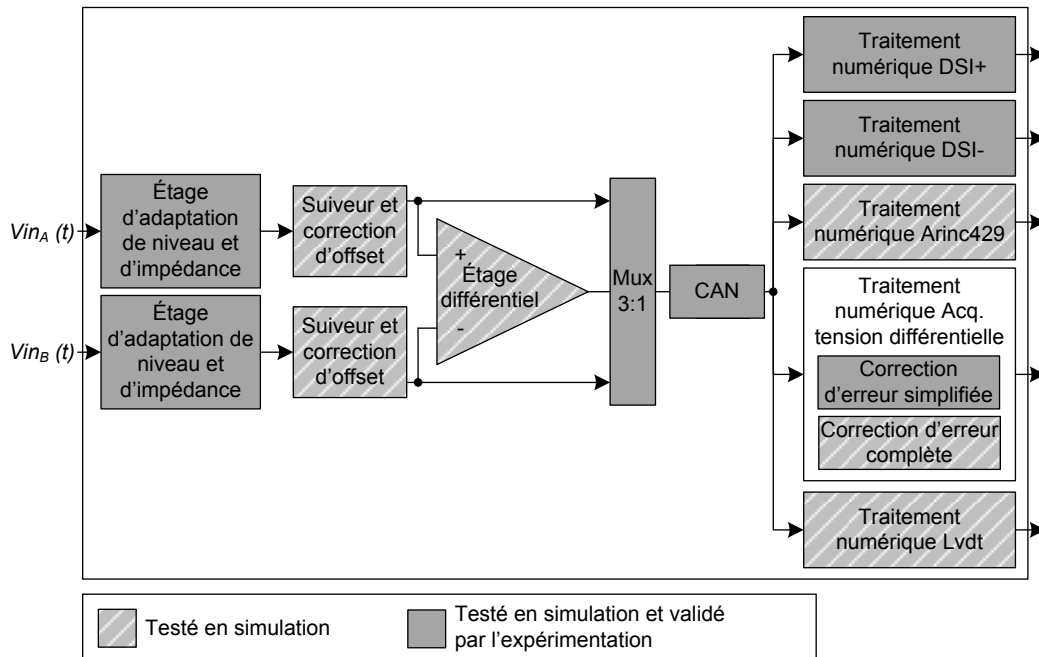 Traitement
numérique DSI+
Traitement
numérique DSI-
Traitement
numérique Arinc429
Traitement
numérique Acq.
tension différentielle
Correction
d'erreur simplifiée
Correction d'erreur
complète
Traitement
numérique Lvdt
Vin_A (t)
Étage
d'adaptation
de niveau et
d'impédance
Suiveur et
correction
d'offset
+
Étage
différentiel
-
Mux
3:1
CAN
Vin_B (t)
Étage
d'adaptation de
niveau et
d'impédance
Suiveur et
correction
d'offset
Testé en simulation
Testé en simulation et validé
par l'expérimentation